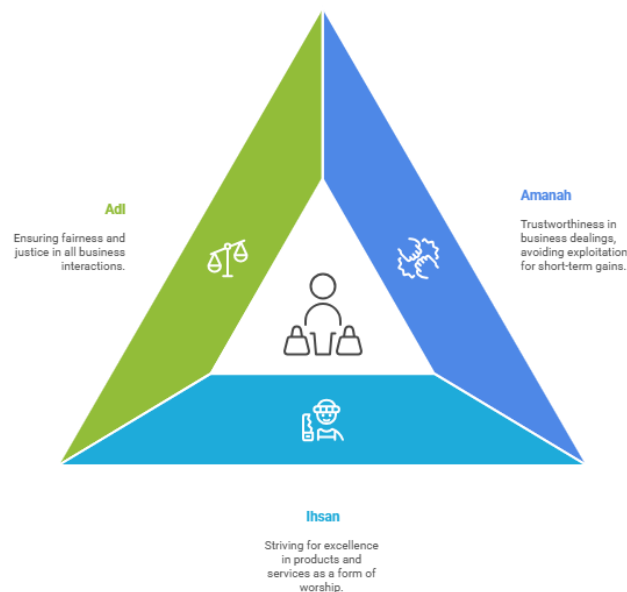 Adl
Ensuring fairness and
justice in all business
interactions.
Amanah
Trustworthiness in
business dealings,
avoiding exploitation
for short-term gains.
Ihsan
Striving for excellence
in products and
services as a form of
worship.